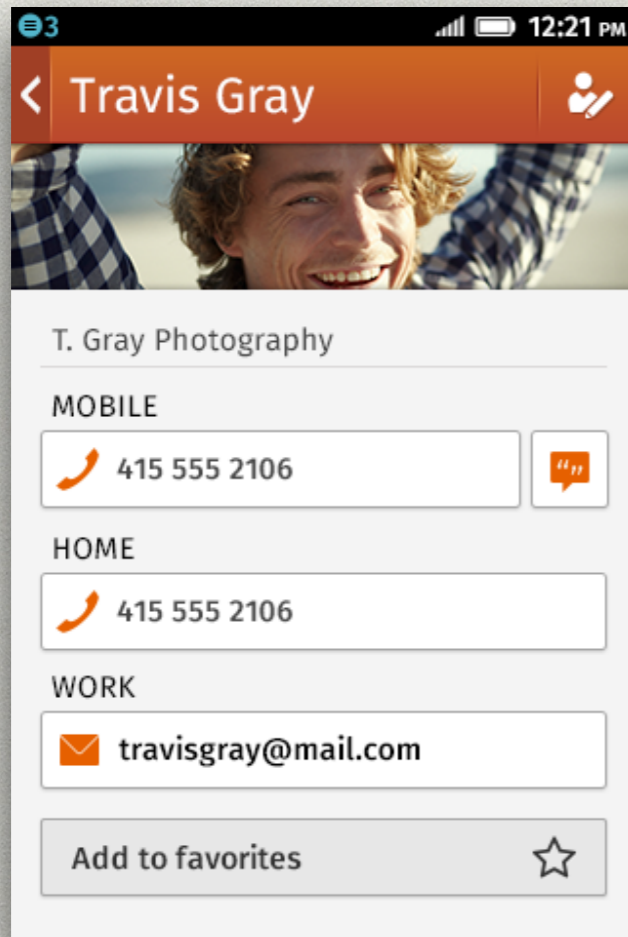 3 12:21 PM
Travis Gray
T. Gray Photography
MOBILE
415 555 2106
HOME
415 555 2106
WORK
travisgray@mail.com
Add to favorites